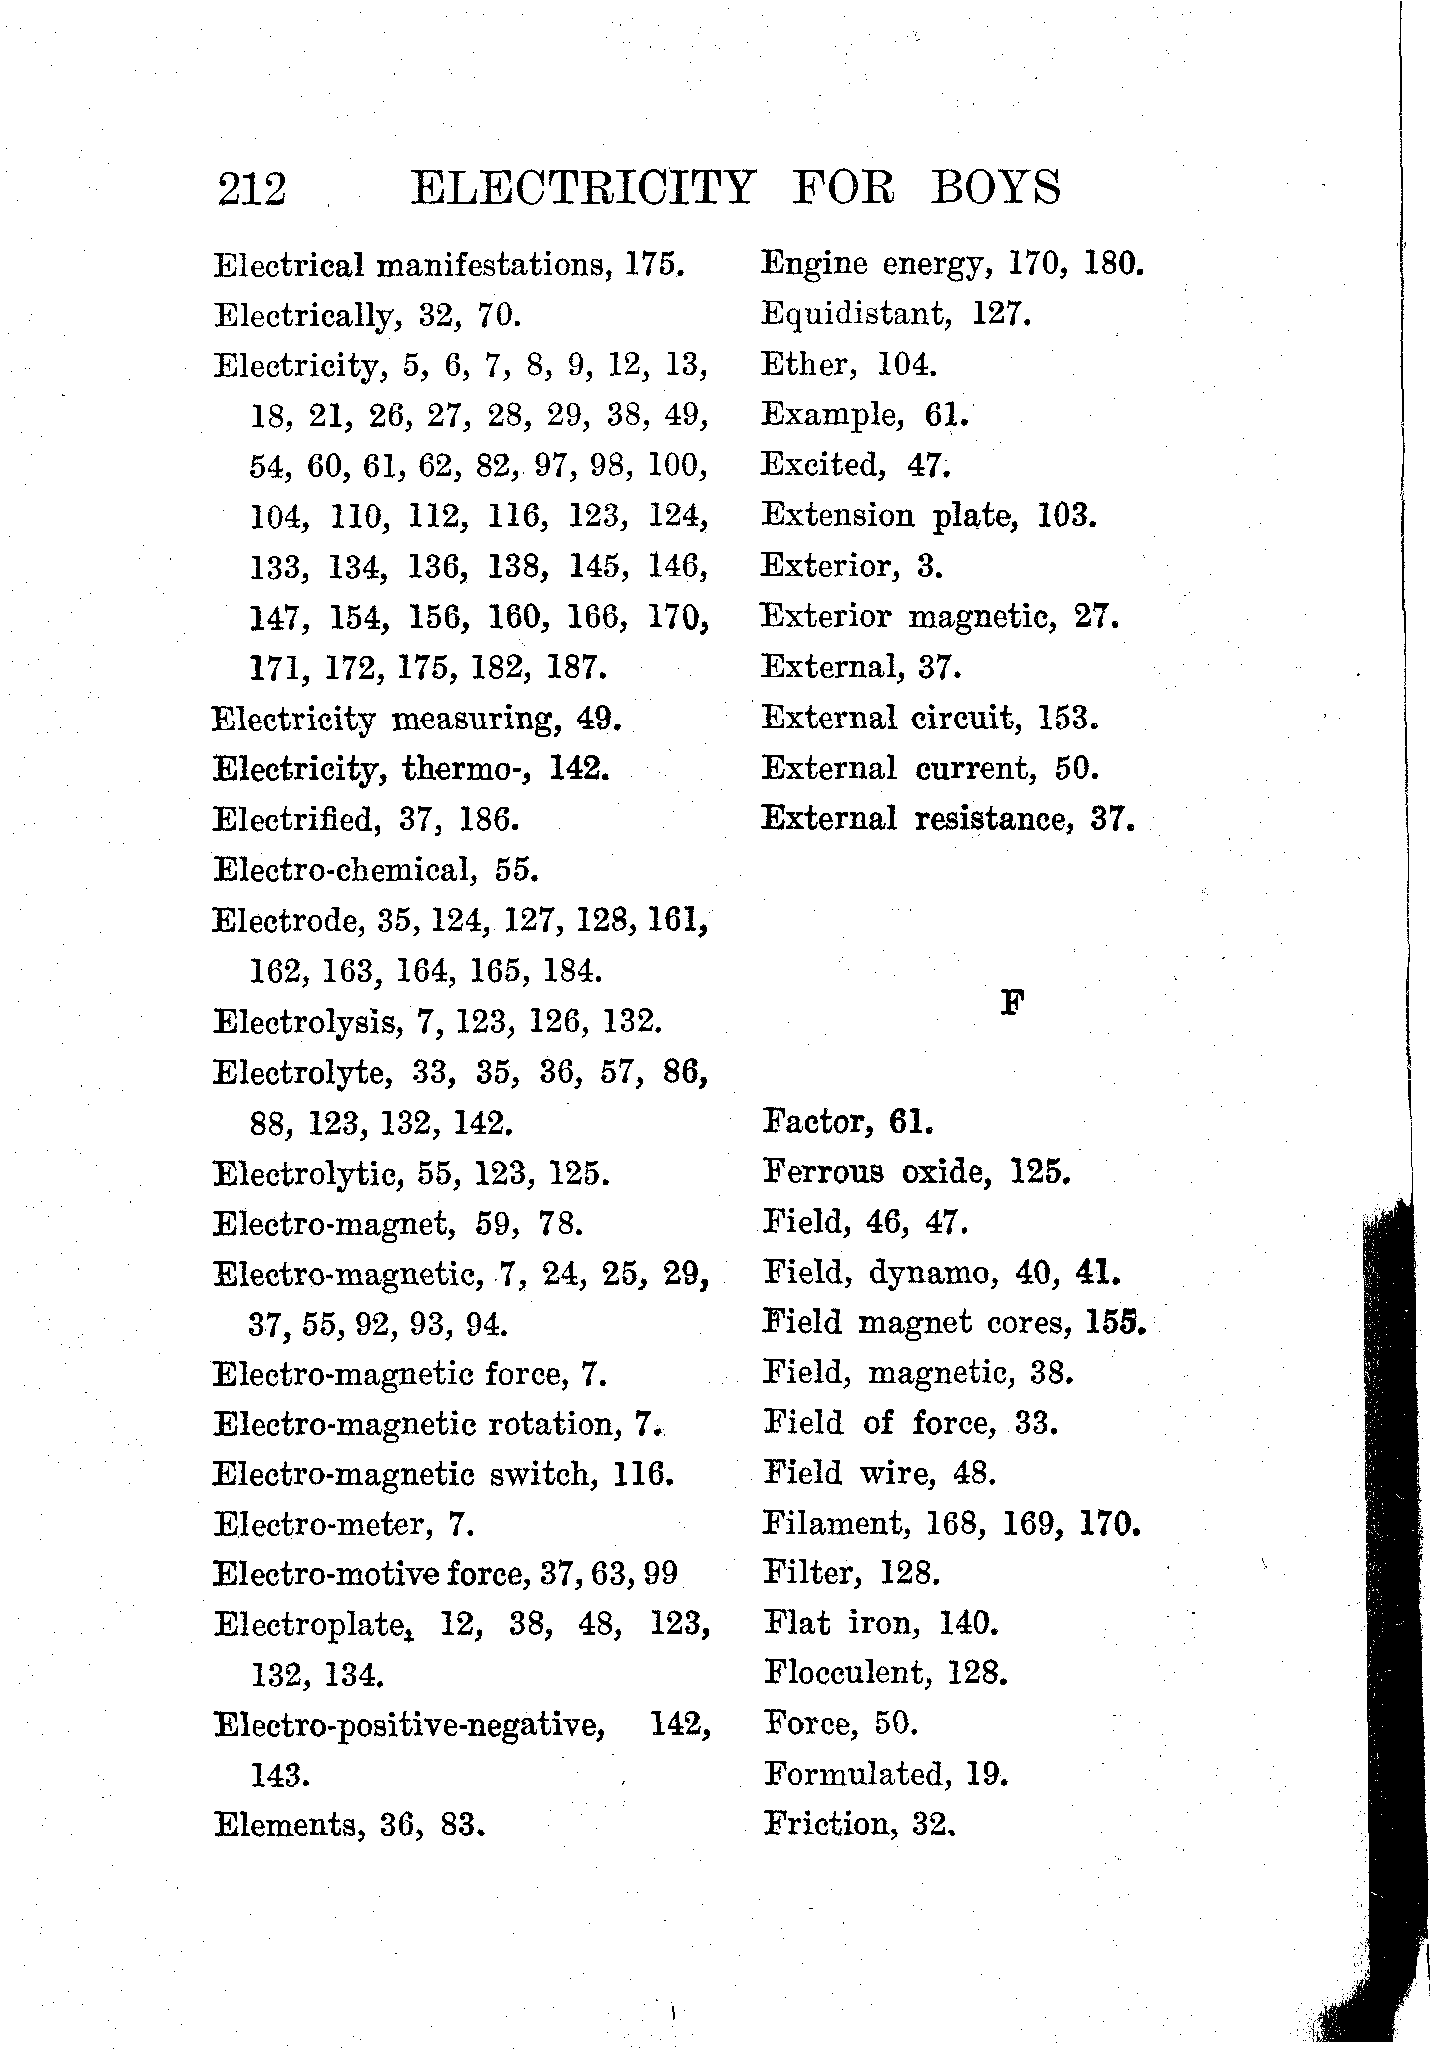 212 ELECTRICITY FOR BOYS
Electrical manifestations, 175.
Electrically, 32, 70.
Electricity, 5, 6, 7, 8, 9, 12, 13,
18, 21, 26, 27, 28, 29, 38, 49,
54, 60, 61, 62, 82, 97, 98, 100,
104, 110, 112, 116, 123, 124,
133, 134, 136, 138, 145, 146,
147, 154, 156, 160, 166, 170,
171, 172, 175, 182, 187.
Electricity measuring, 49.
Electricity, thermo-, 142.
Electrified, 37, 186.
Electro-chemical, 55.
Electrode, 35, 124, 127, 128, 161,
162, 163, 164, 165, 184.
Electrolysis, 7, 123, 126, 132.
Electrolyte, 33, 35, 36, 57, 86,
88, 123, 132, 142.
Electrolytic, 55, 123, 125.
Electro-magnet, 59, 78.
Electro-magnetic, 7, 24, 25, 29,
37, 55, 92, 93, 94.
Electro-magnetic force, 7.
Electro-magnetic rotation, 7.
Electro-magnetic switch, 116.
Electro-meter, 7.
Electro-motive force, 37, 63, 99
Electroplate, 12, 38, 48, 123,
132, 134.
Electro-positive-negative, 142,
143.
Elements, 36, 83.
Engine energy, 170, 180.
Equidistant, 127.
Ether, 104.
Example, 61.
Excited, 47.
Extension plate, 103.
Exterior, 3.
Exterior magnetic, 27.
External, 37.
External circuit, 153.
External current, 50.
External resistance, 37.
F
Factor, 61.
Ferrous oxide, 125.
Field, 46, 47.
Field, dynamo, 40, 41.
Field magnet cores, 155.
Field, magnetic, 38.
Field of force, 33.
Field wire, 48.
Filament, 168, 169, 170.
Filter, 128.
Flat iron, 140.
Flocculent, 128.
Force, 50.
Formulated, 19.
Friction, 32.